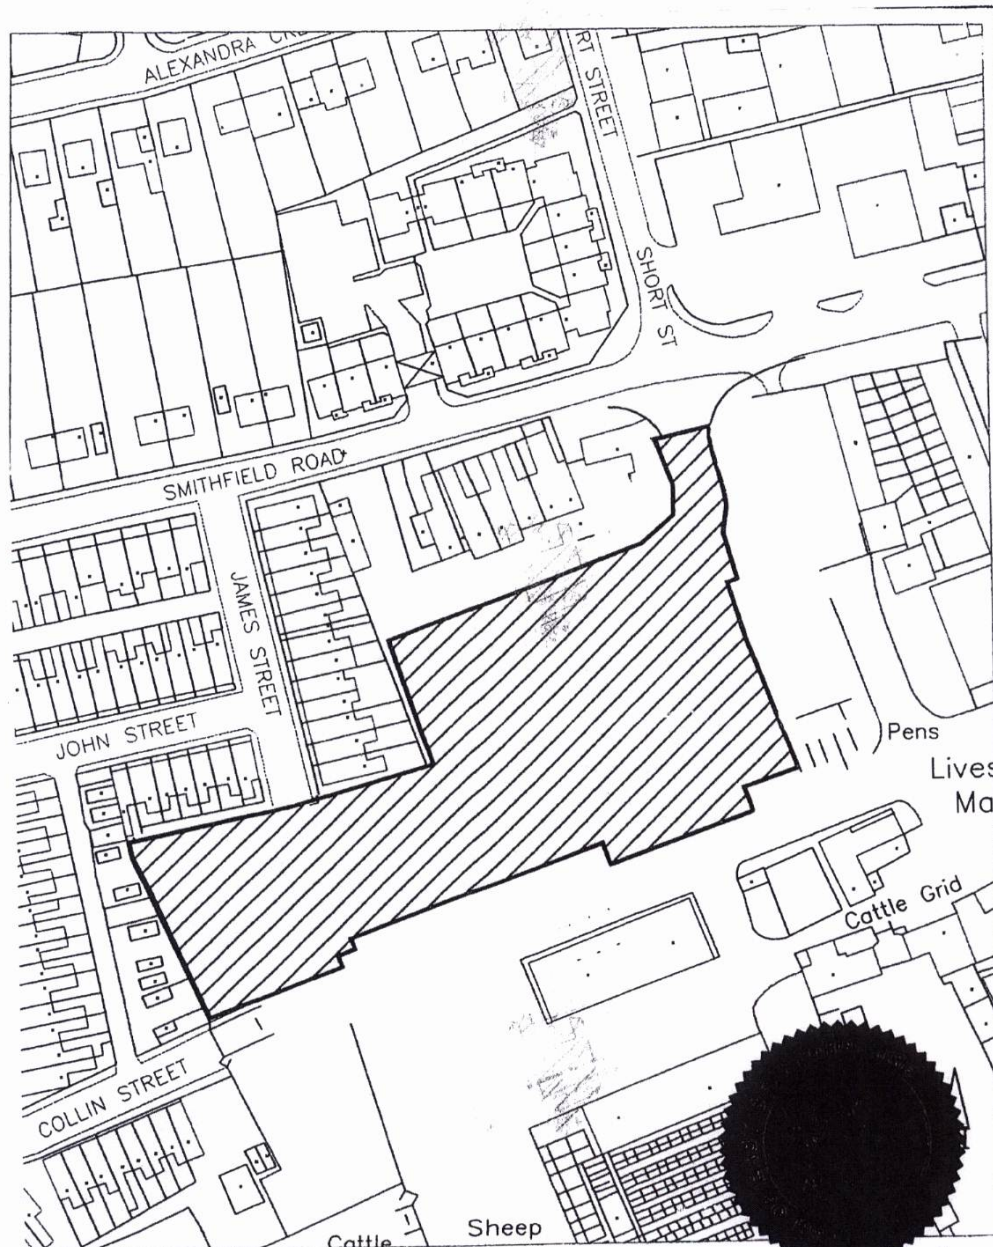 ALEXANDRA CRE
RT STREET
SHORT ST
SMITHFIELD ROAD
JAMES STREET
JOHN STREET
Pens
Lives
Ma
Cattle Grid
COLLIN STREET
Sheep
Cattle